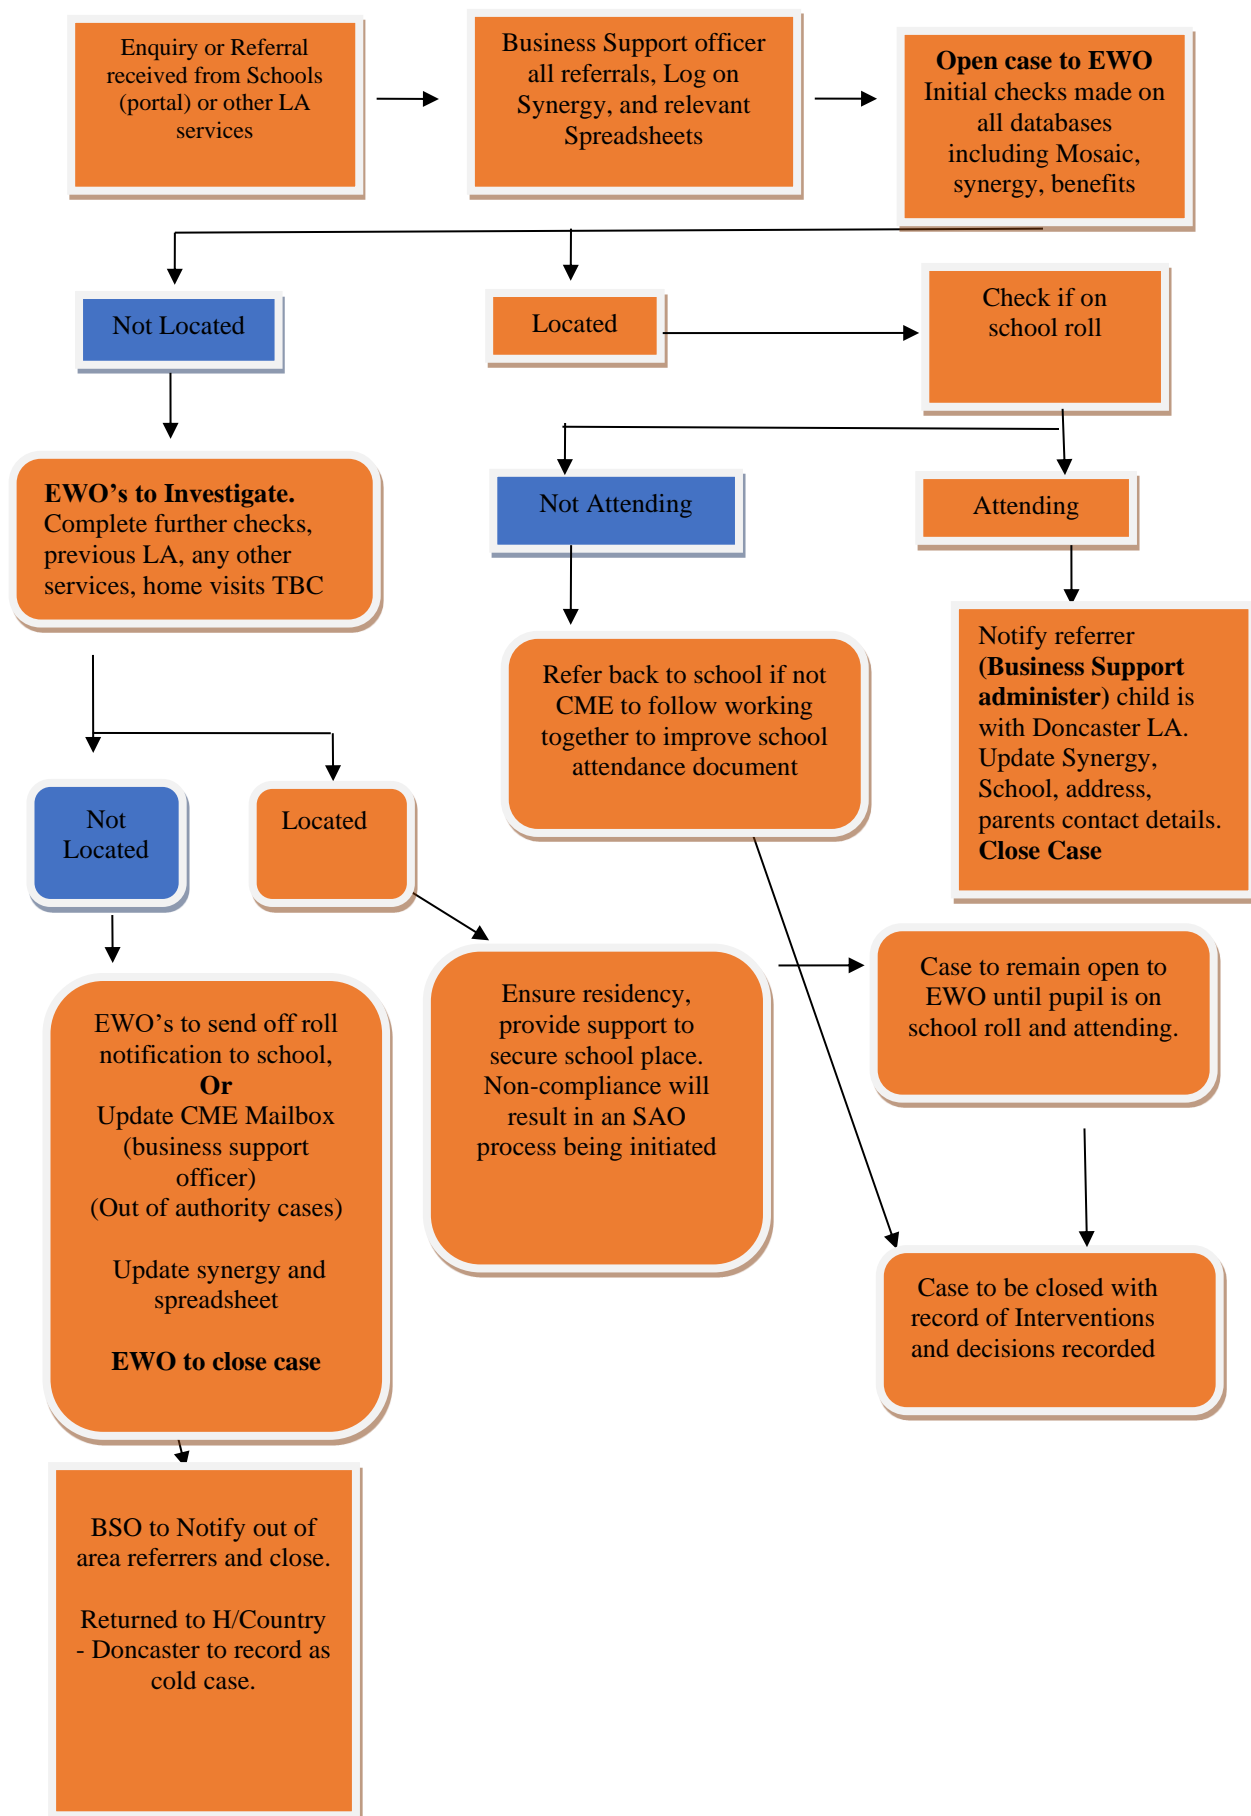 Enquiry or Referral
received from Schools
(portal) or other LA
services
Business Support officer
all referrals, Log on
Synergy, and relevant
Spreadsheets
Open case to EWO
Initial checks made on
all databases
including Mosaic,
synergy, benefits
Not Located
Located
Check if on
school roll
EWO’s to Investigate.
Complete further checks,
previous LA, any other
services, home visits TBC
Not Attending
Attending
Refer back to school if not
CME to follow working
together to improve school
attendance document
Notify referrer
(Business Support
administer) child is
with Doncaster LA.
Update Synergy,
School, address,
parents contact details.
Close Case
Not
Located
Located
EWO’s to send off roll
notification to school,
Or
Update CME Mailbox
(business support
officer)
(Out of authority cases)
Update synergy and
spreadsheet
EWO to close case
Ensure residency,
provide support to
secure school place.
Non-compliance will
result in an SAO
process being initiated
Case to remain open to
EWO until pupil is on
school roll and attending.
Case to be closed with
record of Interventions
and decisions recorded
BSO to Notify out of
area referrers and close.
Returned to H/Country
- Doncaster to record as
cold case.